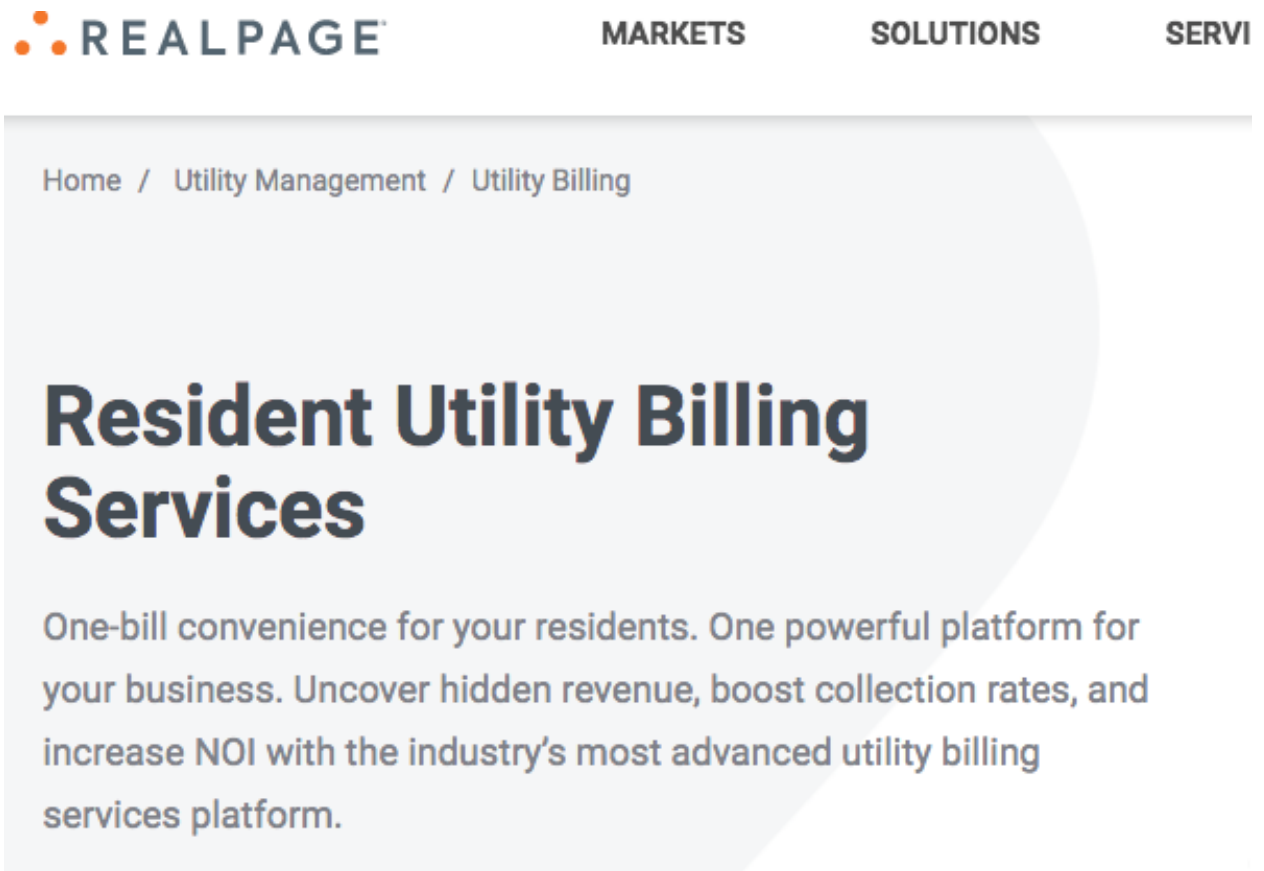 REALPAGE
MARKETS
SOLUTIONS
SERVI
Home / Utility Management / Utility Billing
Resident Utility Billing
Services
One-bill convenience for your residents. One powerful platform for
your business. Uncover hidden revenue, boost collection rates, and
increase NOI with the industry’s most advanced utility billing
services platform.